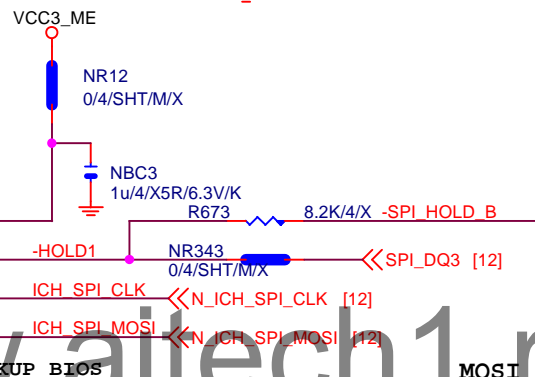 VCC3_ME
NR12
0/4/SHT/M/X
NBC3
1u/4/X5R/6.3V/K
R673
8.2K/4/X
-SPI_HOLD_B
-HOLD1
NR343
0/4/SHT/M/X
SPI_DQ3 [12]
ICH_SPI_CLK
N_ICH_SPI_CLK [12]
ICH_SPI_MOSI
N_ICH_SPI_MOSI [12]
w.aitech1.r
KUP BIOS
MOSI